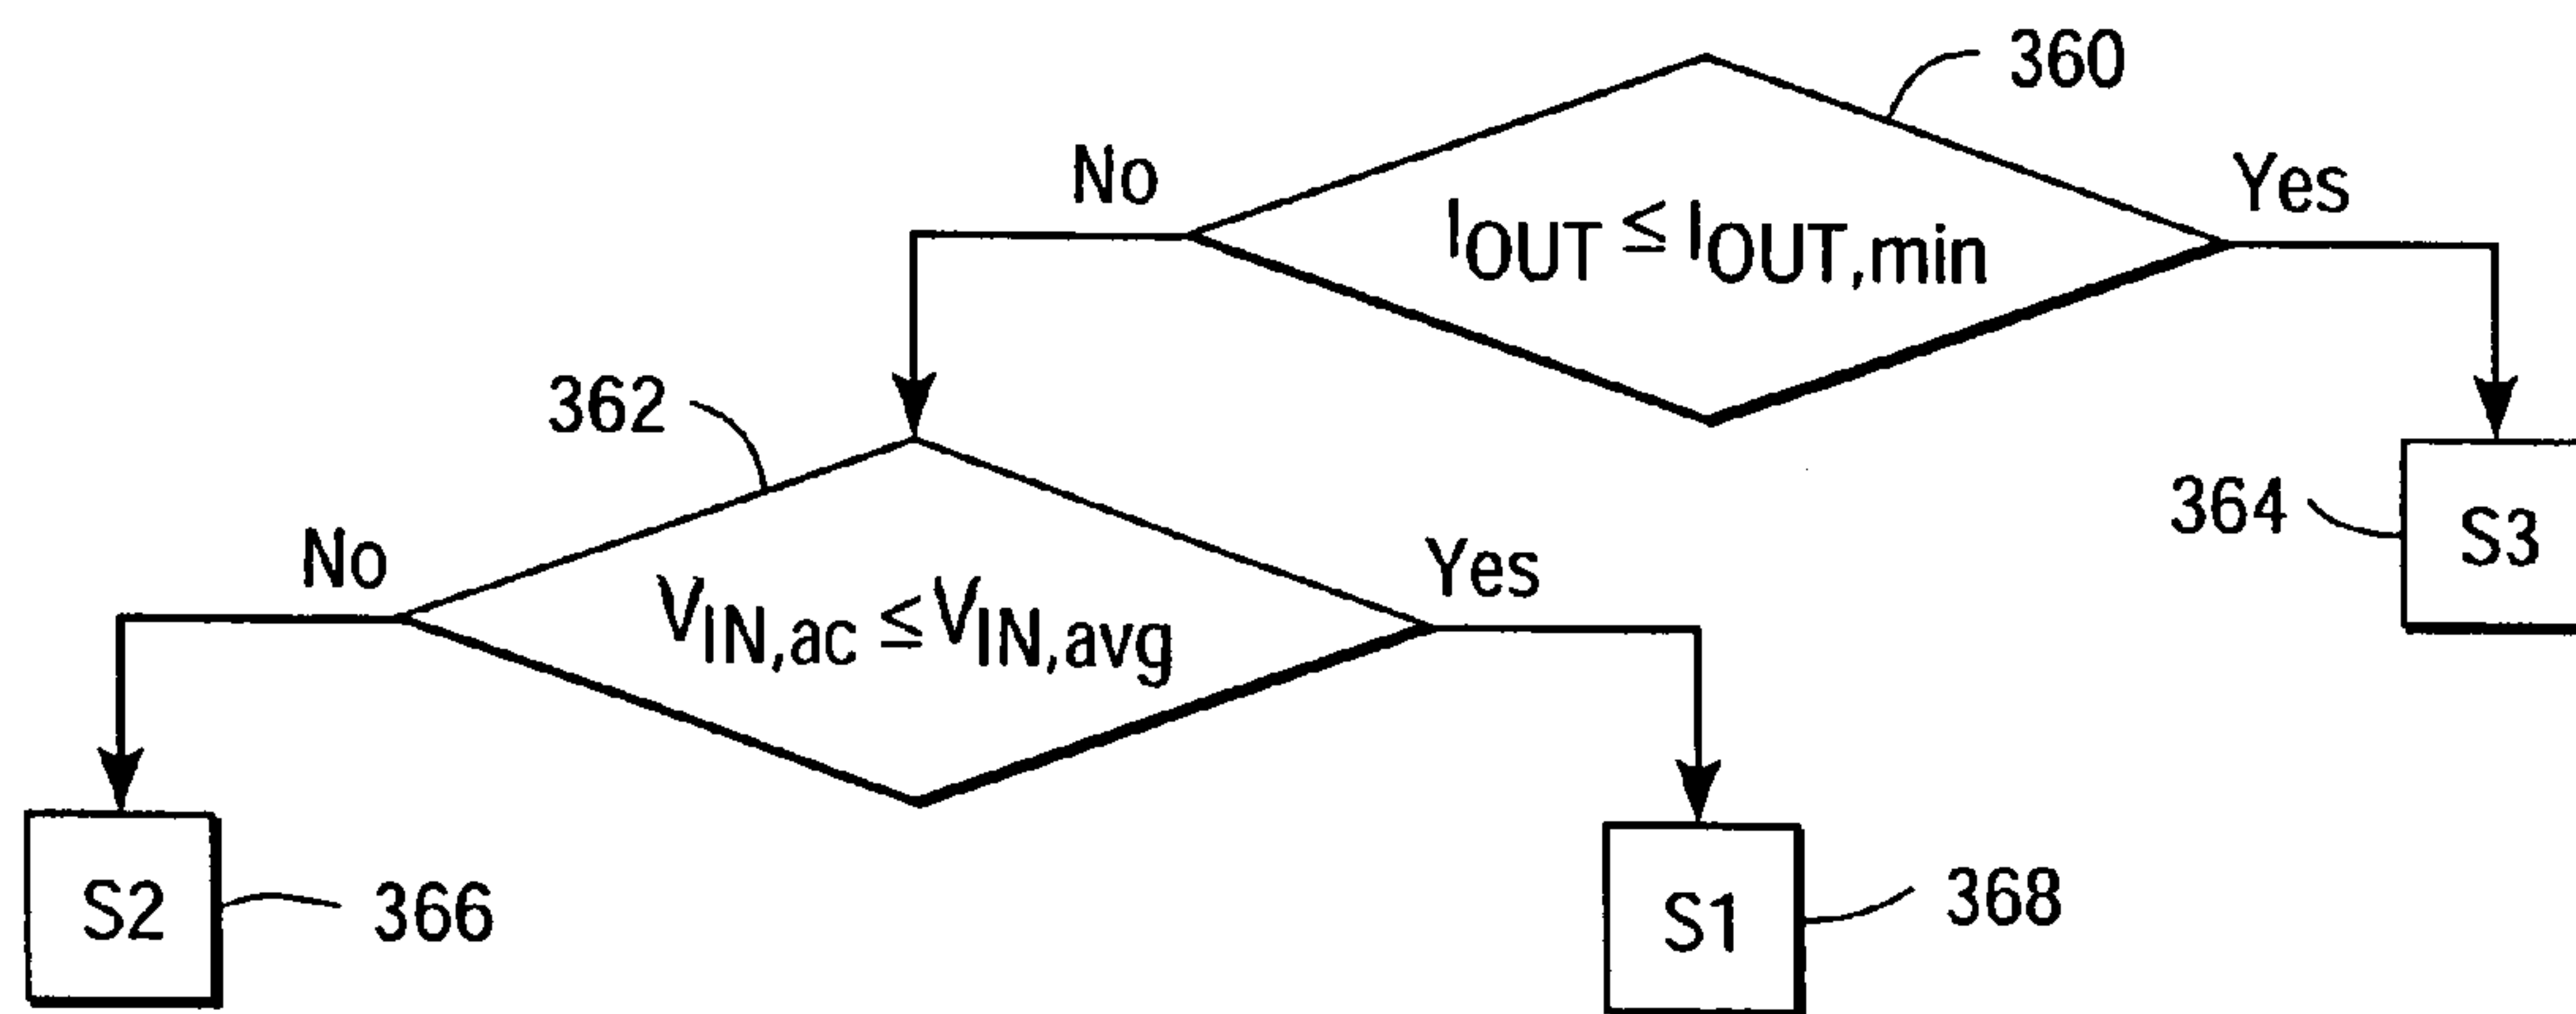 360
No
Yes
I_OUT ≤ I_OUT,min
362
364
S3
No
Yes
V_IN,ac ≤ V_IN,avg
S2
366
S1
368